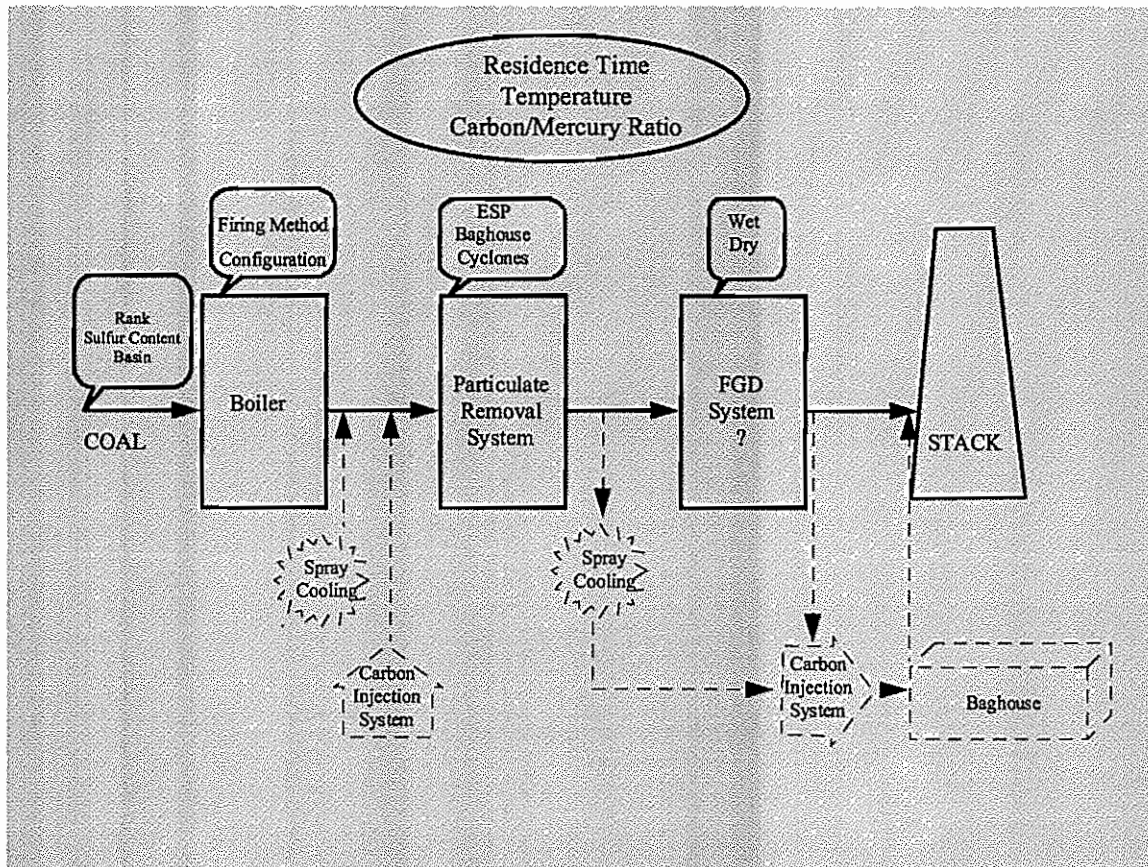 Residence Time
Temperature
Carbon/Mercury Ratio
Firing Method
Configuration
ESP
Baghouse
Cyclones
Wet
Dry
Rank
Sulfur Content
Basin
Boiler
Particulate
Removal
System
FGD
System
?
COAL
STACK
Spray
Cooling
Spray
Cooling
Carbon
Injection
System
Carbon
Injection
System
Baghouse